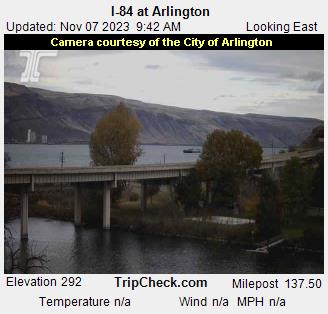 I-84 at Arlington
Updated: Nov 07 2023 9:42 AM Looking East
Camera courtesy of the City of Arlington
Elevation 292 TripCheck.com Milepost 137.50
Temperature n/a Wind n/a MPH n/a